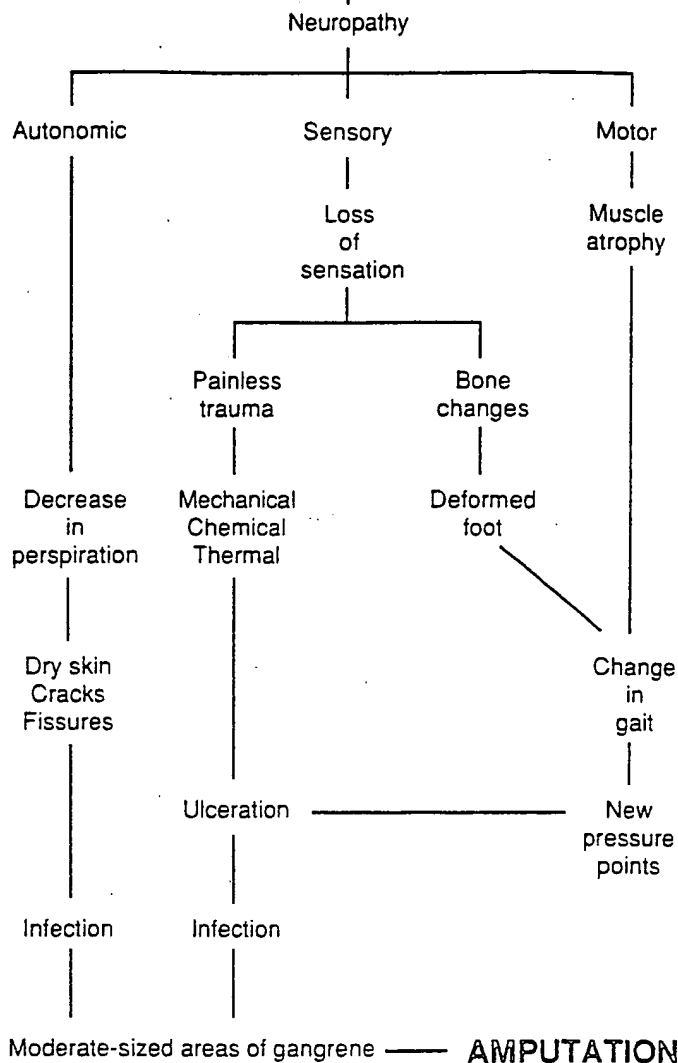 Neuropathy
Autonomic
Sensory
Motor
Loss
of
sensation
Muscle
atrophy
Painless
trauma
Bone
changes
Decrease
in
perspiration
Mechanical
Chemical
Thermal
Deformed
foot
Dry skin
Cracks
Fissures
Change
in
gait
Ulceration
New
pressure
points
Infection
Infection
Moderate-sized areas of gangrene
AMPUTATION